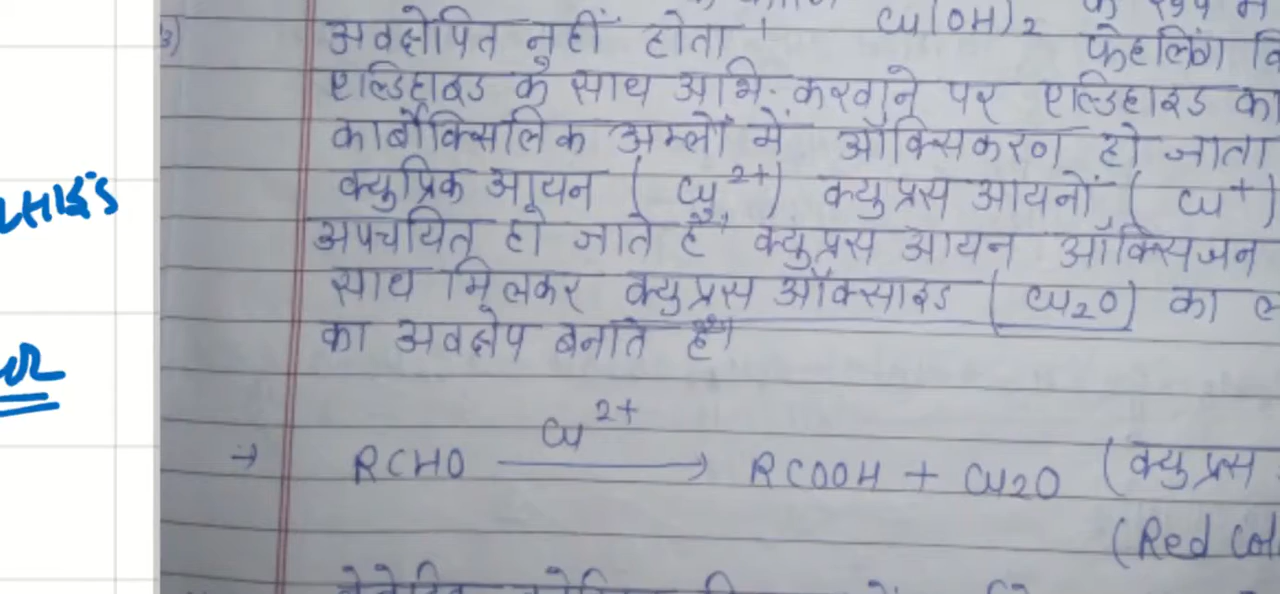 Cu(OH)2 के रूप में
3) अवक्षेपित नहीं होता। फेहलिंग वि
एल्डिहाइड के साथ अभि. करवाने पर एल्डिहाइड का
कार्बोक्सिलिक अम्लों में ऑक्सिकरण हो जाता
क्युप्रिक आयन (Cu2+) क्युप्रस आयनों (Cu+)
अपचयित हो जाते हैं, क्युप्रस आयन ऑक्सिजन
साथ मिलकर क्युप्रस ऑक्साइड (Cu2O) का ल
का अवक्षेप बनाते हैं।
→ RCHO ⟶ RCOOH + Cu2O (क्युप्रस
Cu2+
(Red Col